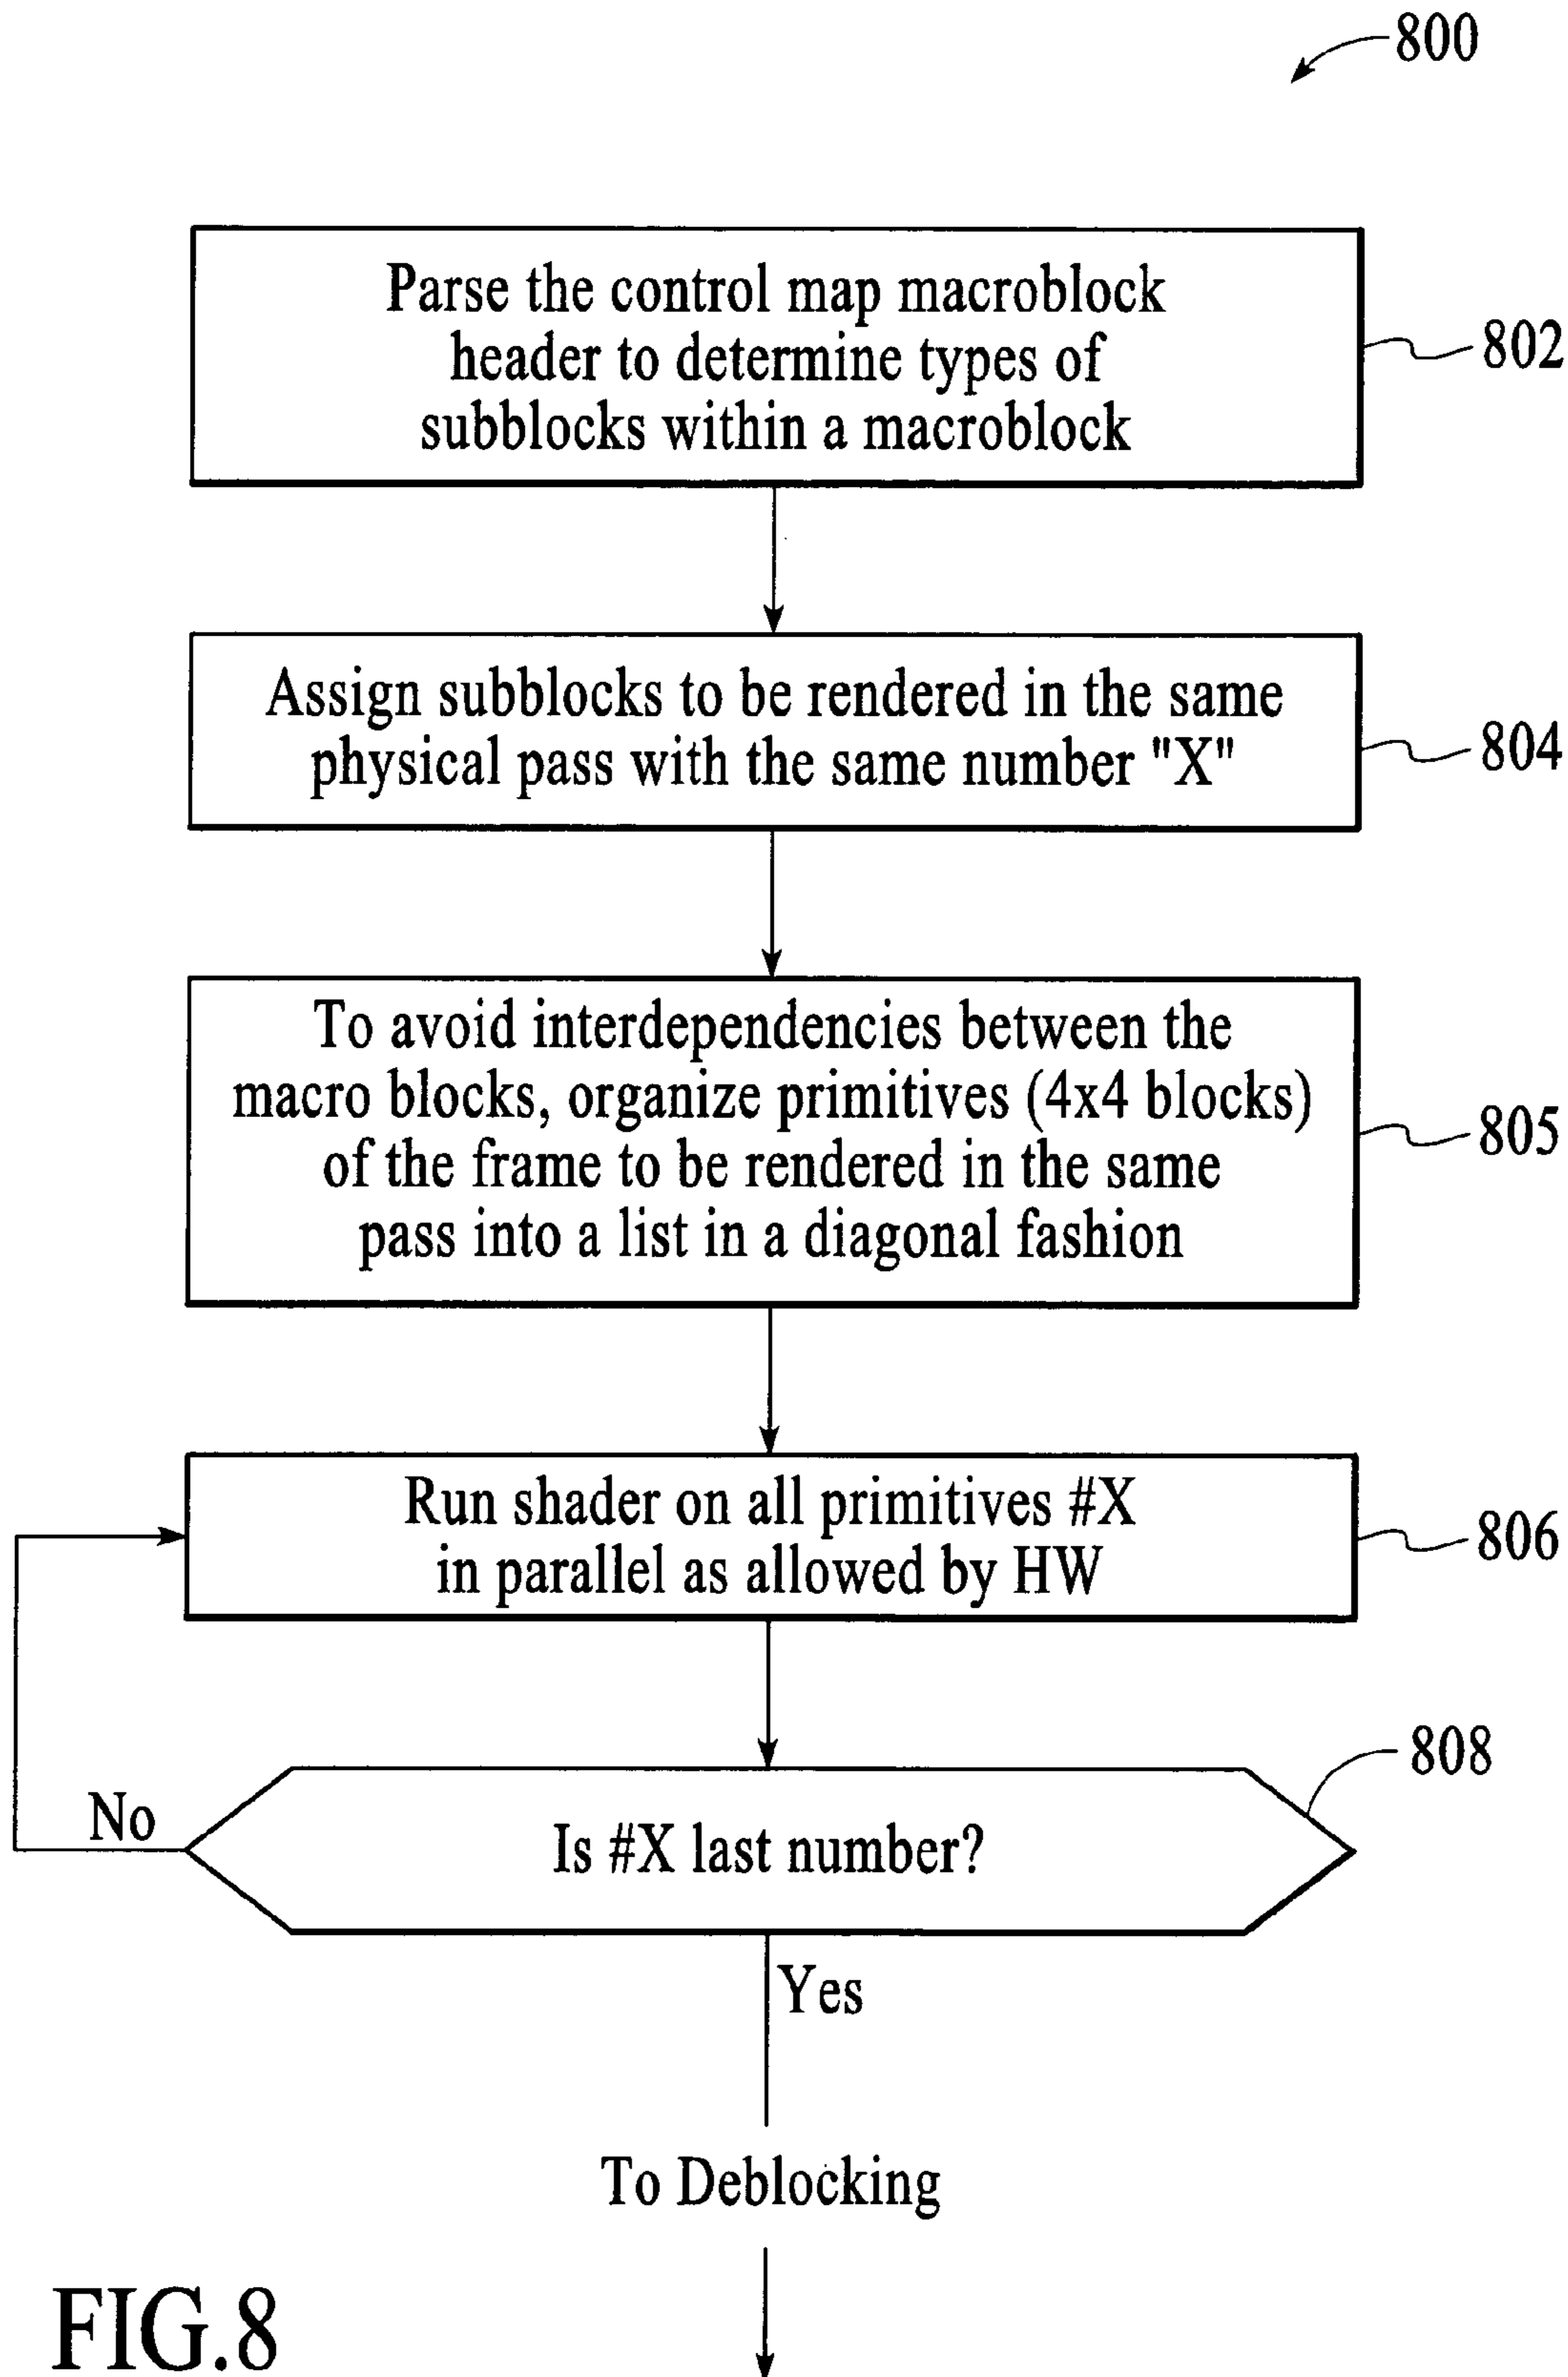 800
Parse the control map macroblock
header to determine types of
subblocks within a macroblock
802
Assign subblocks to be rendered in the same
physical pass with the same number "X"
804
To avoid interdependencies between the
macro blocks, organize primitives (4x4 blocks)
of the frame to be rendered in the same
pass into a list in a diagonal fashion
805
Run shader on all primitives #X
in parallel as allowed by HW
806
808
No
Is #X last number?
Yes
To Deblocking
FIG.8